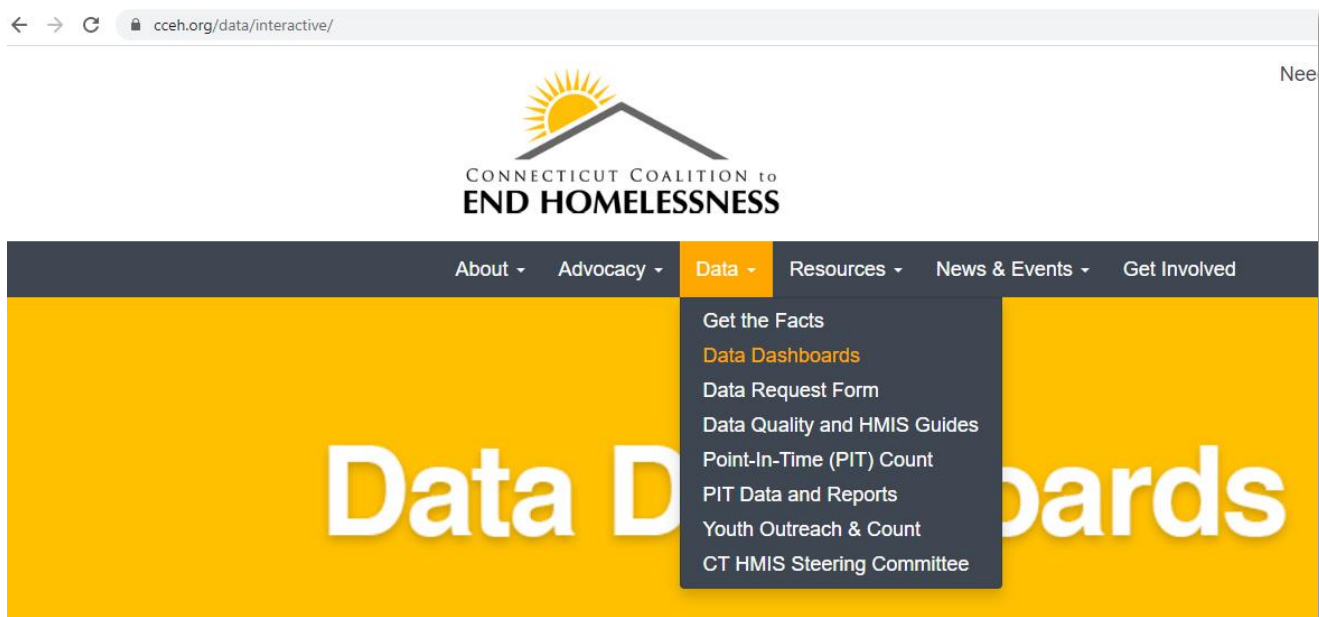 cceh.org/data/interactive/
Nee
CONNECTICUT COALITION to
END HOMELESSNESS
About Advocacy Data Resources News & Events Get Involved
Get the Facts
Data Dashboards
Data Request Form
Data Quality and HMIS Guides
Point-In-Time (PIT) Count
PIT Data and Reports
Youth Outreach & Count
CT HMIS Steering Committee
Data D ards